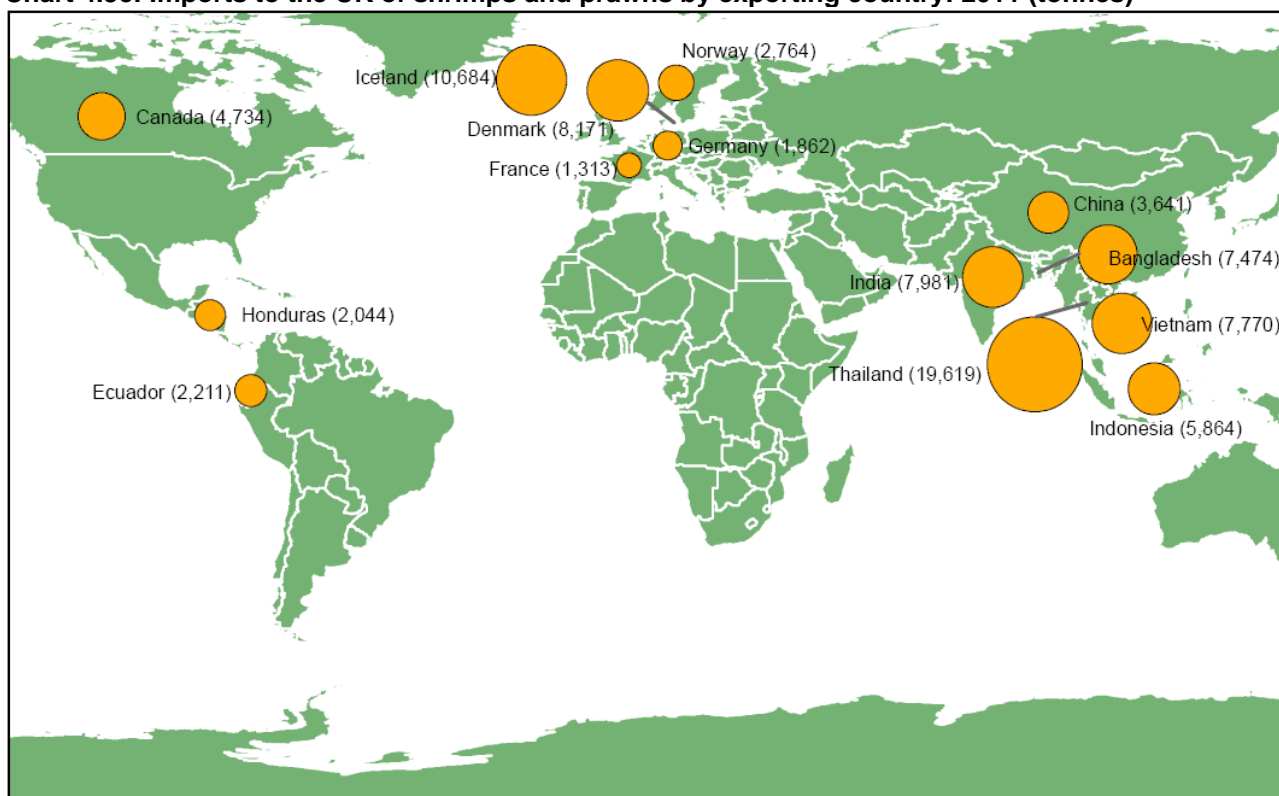 Norway (2,764)
Iceland (10,684)
Canada (4,734)
Denmark (8,171)
Germany (1,862)
France (1,313)
China (3,641)
Bangladesh (7,474)
India (7,981)
Honduras (2,044)
Vietnam (7,770)
Thailand (19,619)
Ecuador (2,211)
Indonesia (5,864)